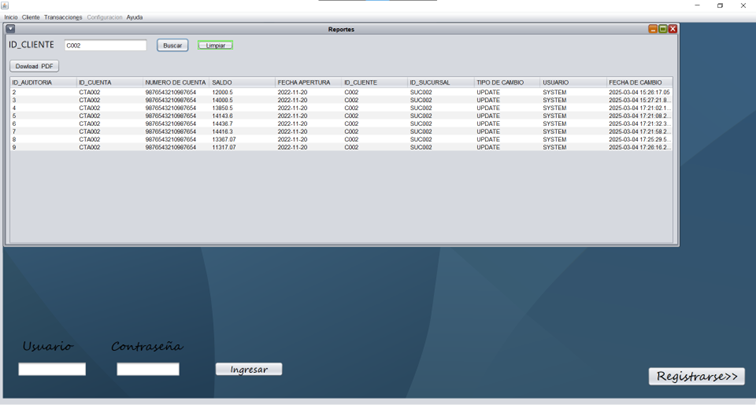 Inicio Cliente Transacciones Configuracion Ayuda
Reportes
ID_CLIENTE C002 Buscar Limpiar
Dowload PDF
ID_AUDITORIA ID_CUENTA NUMERO DE CUENTA SALDO FECHA APERTURA ID_CLIENTE ID_SUCURSAL TIPO DE CAMBIO USUARIO FECHA DE CAMBIO
2 CTA002 9876543210987654 12000.5 2022-11-20 C002 SUC002 UPDATE SYSTEM 2025-03-04 15:26:17.05
3 CTA002 9876543210987654 14000.5 2022-11-20 C002 SUC002 UPDATE SYSTEM 2025-03-04 15:27:21.8...
4 CTA002 9876543210987654 13850.5 2022-11-20 C002 SUC002 UPDATE SYSTEM 2025-03-04 17:21:02.1...
5 CTA002 9876543210987654 14143.6 2022-11-20 C002 SUC002 UPDATE SYSTEM 2025-03-04 17:21:08.2...
6 CTA002 9876543210987654 14436.7 2022-11-20 C002 SUC002 UPDATE SYSTEM 2025-03-04 17:21:32.3...
7 CTA002 9876543210987654 14416.3 2022-11-20 C002 SUC002 UPDATE SYSTEM 2025-03-04 17:21:58.2...
8 CTA002 9876543210987654 13367.07 2022-11-20 C002 SUC002 UPDATE SYSTEM 2025-03-04 17:25:29.5...
9 CTA002 9876543210987654 11317.07 2022-11-20 C002 SUC002 UPDATE SYSTEM 2025-03-04 17:26:16.2...
Usuario Contraseña
Ingresar
Registrarse>>